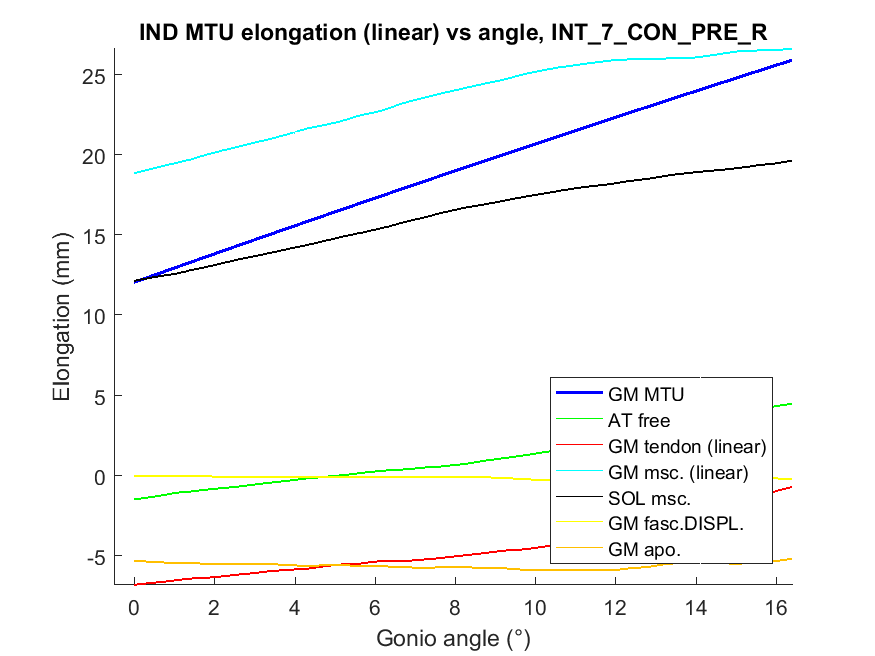 IND MTU elongation (linear) vs angle, INT_7_CON_PRE_R
Elongation (mm)
25
20
15
10
5
0
-5
GM MTU
AT free
GM tendon (linear)
GM msc. (linear)
SOL msc.
GM fasc.DISPL.
GM apo.
0 2 4 6 8 10 12 14 16
Gonio angle (°)